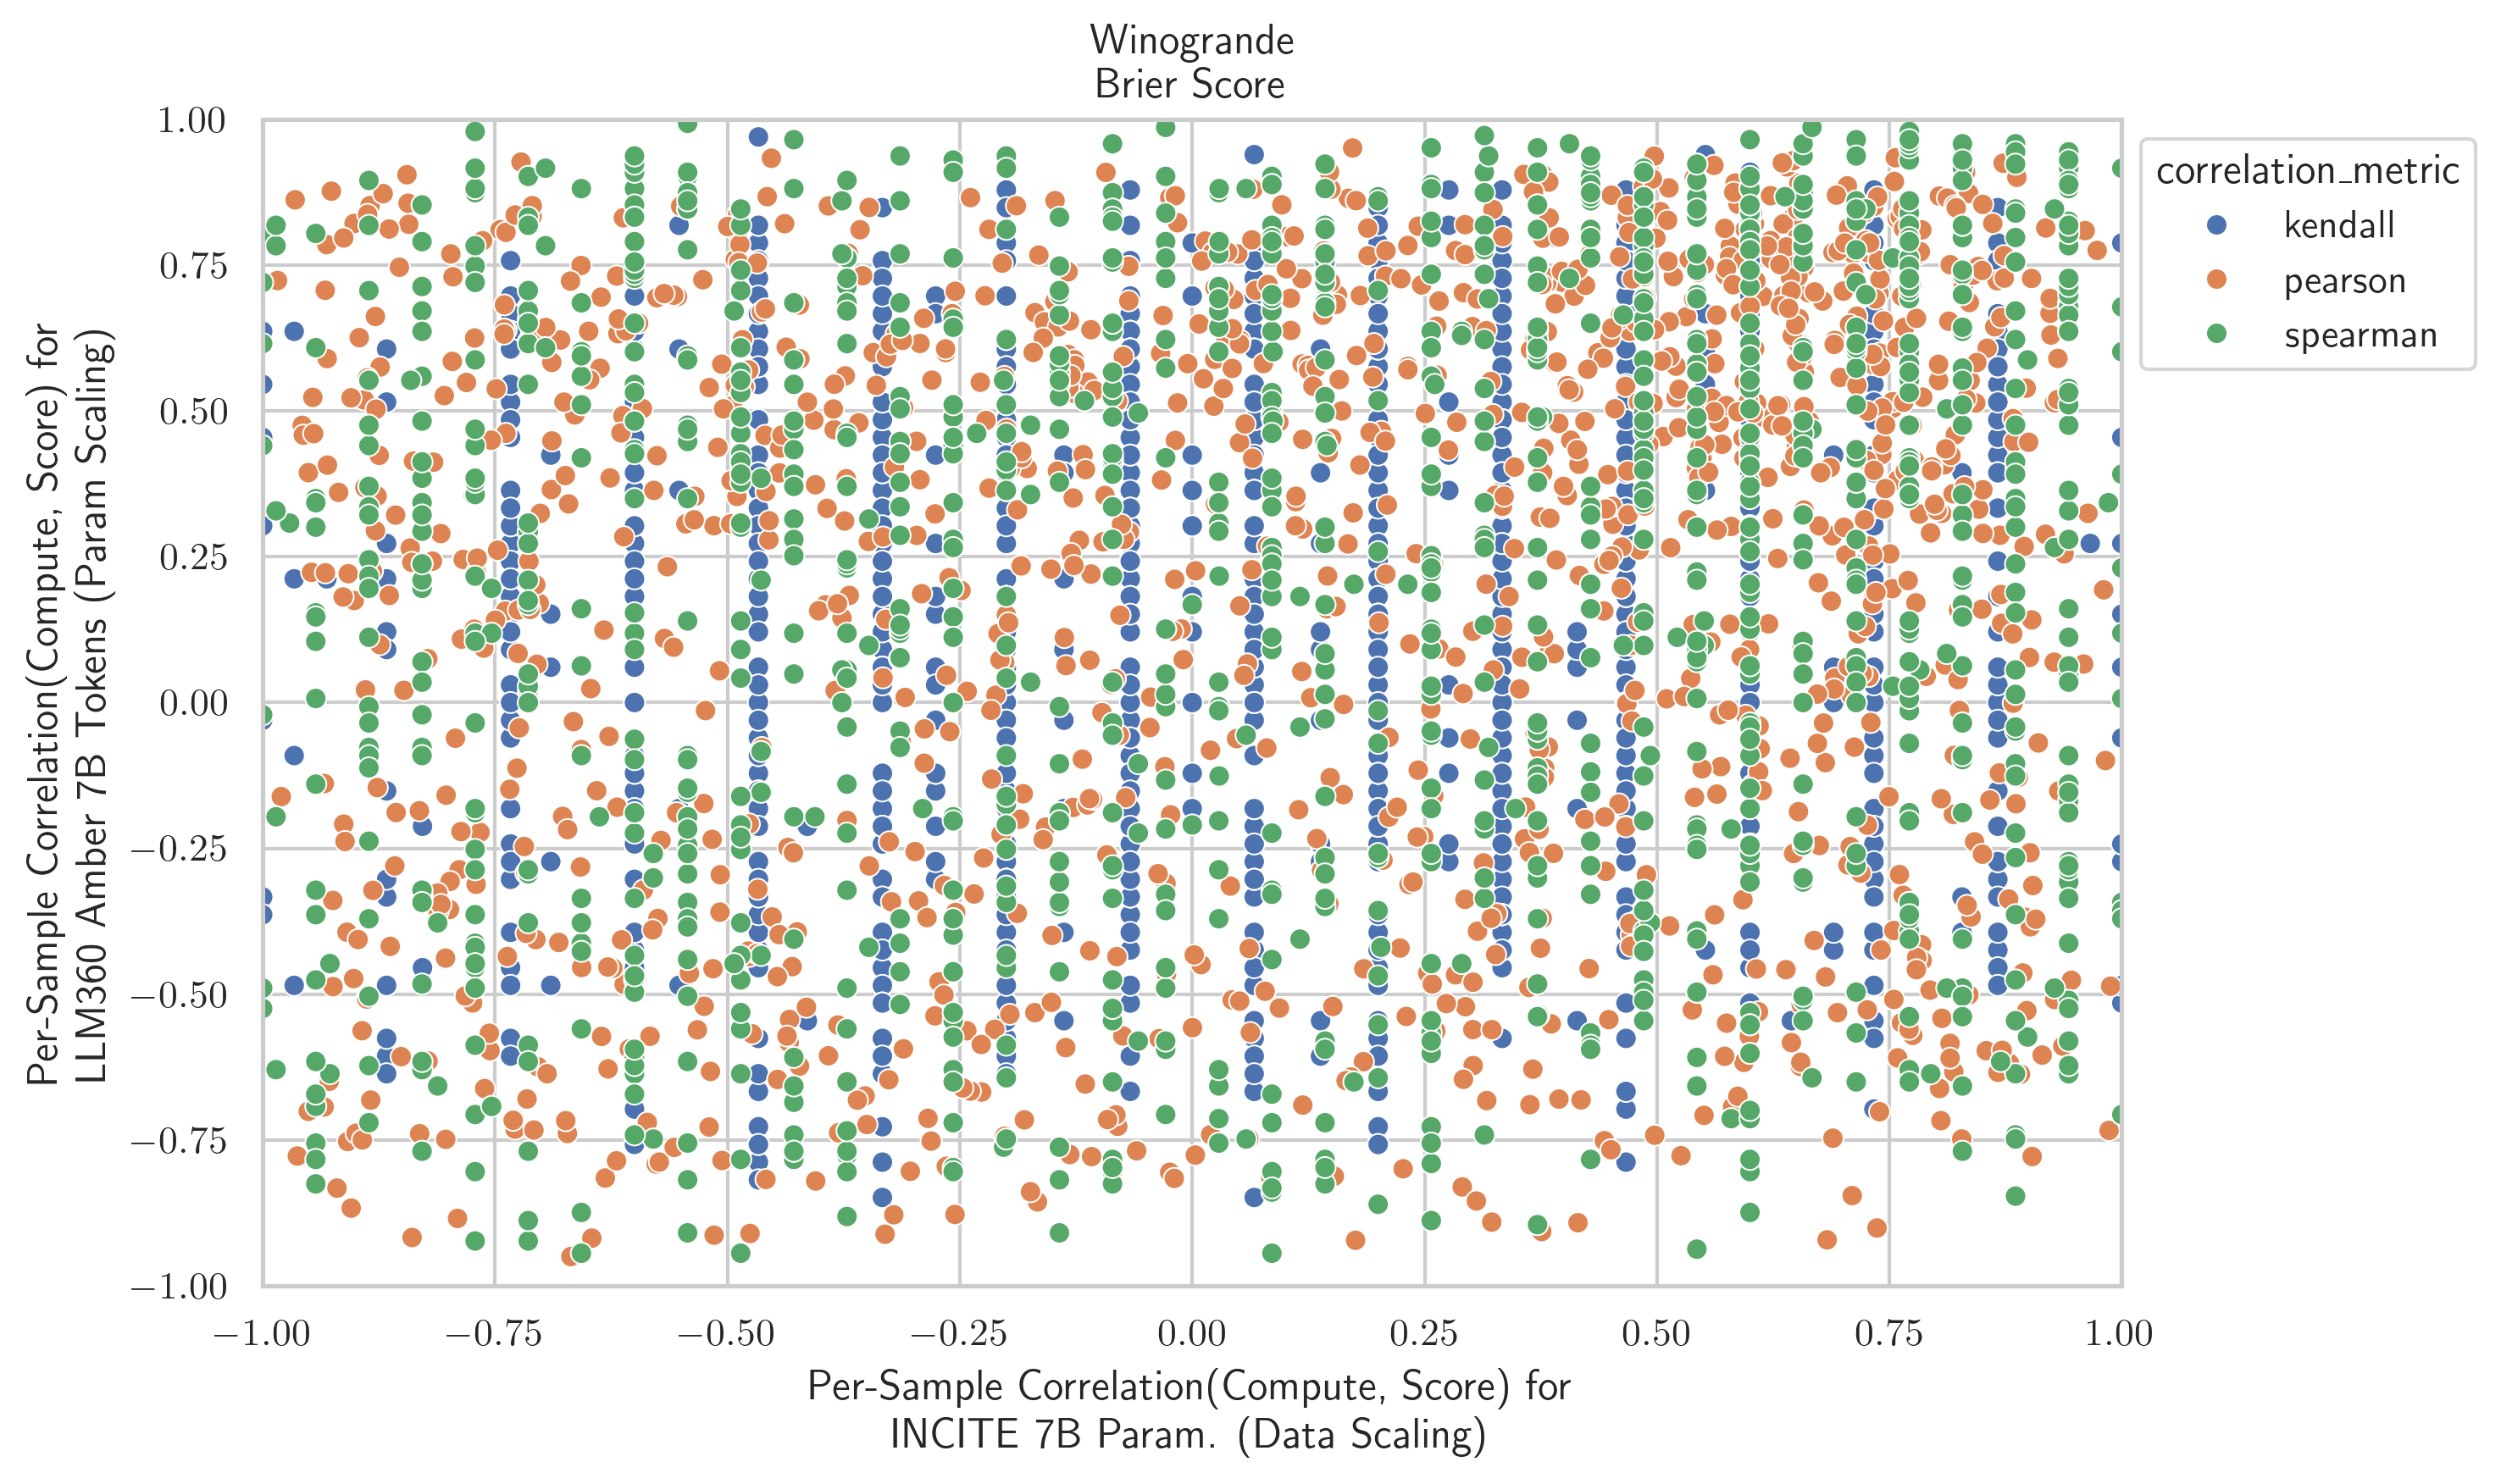 Winogrande
Brier Score
Per-Sample Correlation(Compute, Score) for
LLM360 Amber 7B Tokens (Param Scaling)
1.00
0.75
0.50
0.25
0.00
−0.25
−0.50
−0.75
−1.00
−1.00 −0.75 −0.50 −0.25 0.00 0.25 0.50 0.75 1.00
Per-Sample Correlation(Compute, Score) for
INCITE 7B Param. (Data Scaling)
correlation_metric
kendall
pearson
spearman